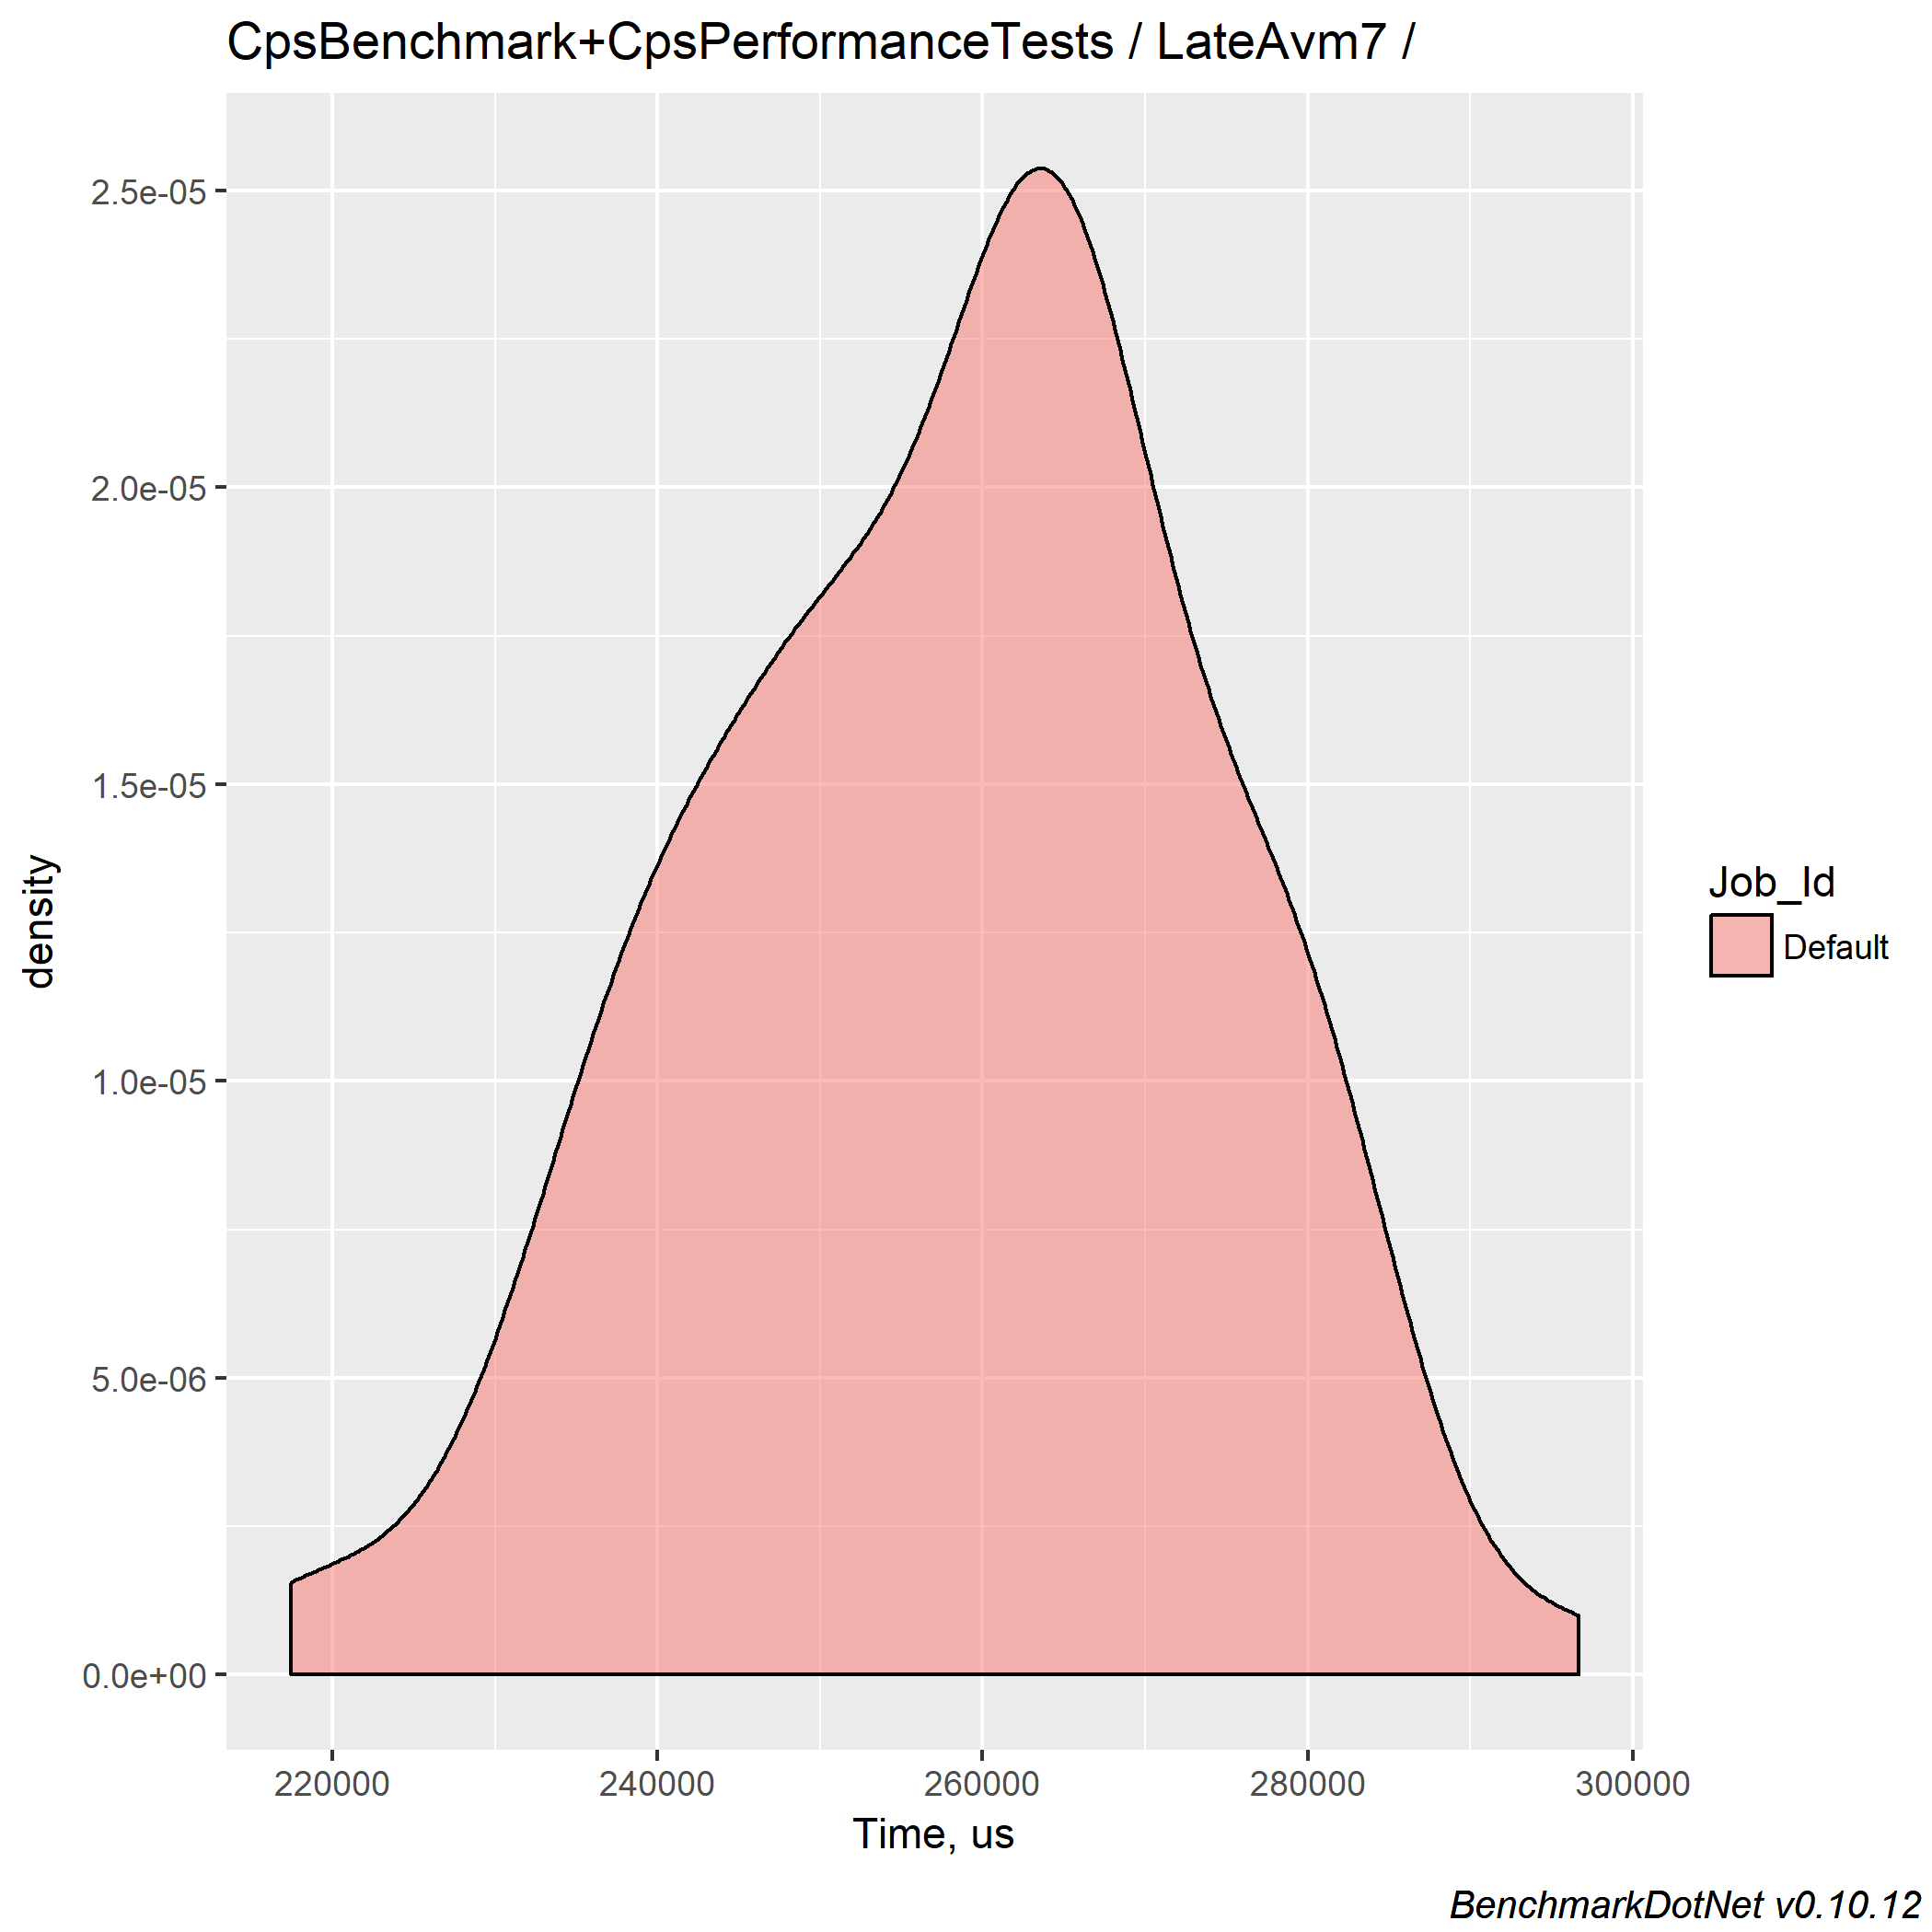 CpsBenchmark+CpsPerformanceTests / LateAvm7 /
2.5e-05
2.0e-05
1.5e-05
1.0e-05
5.0e-06
0.0e+00
density
220000 240000 260000 280000 300000
Time, us
Job_Id
Default
BenchmarkDotNet v0.10.12